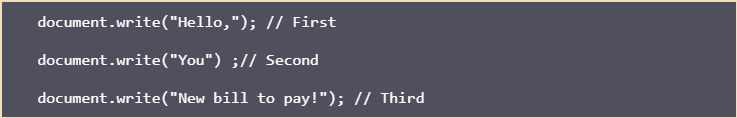 document.write("Hello,"); // First
document.write("You") ;// Second
document.write("New bill to pay!"); // Third